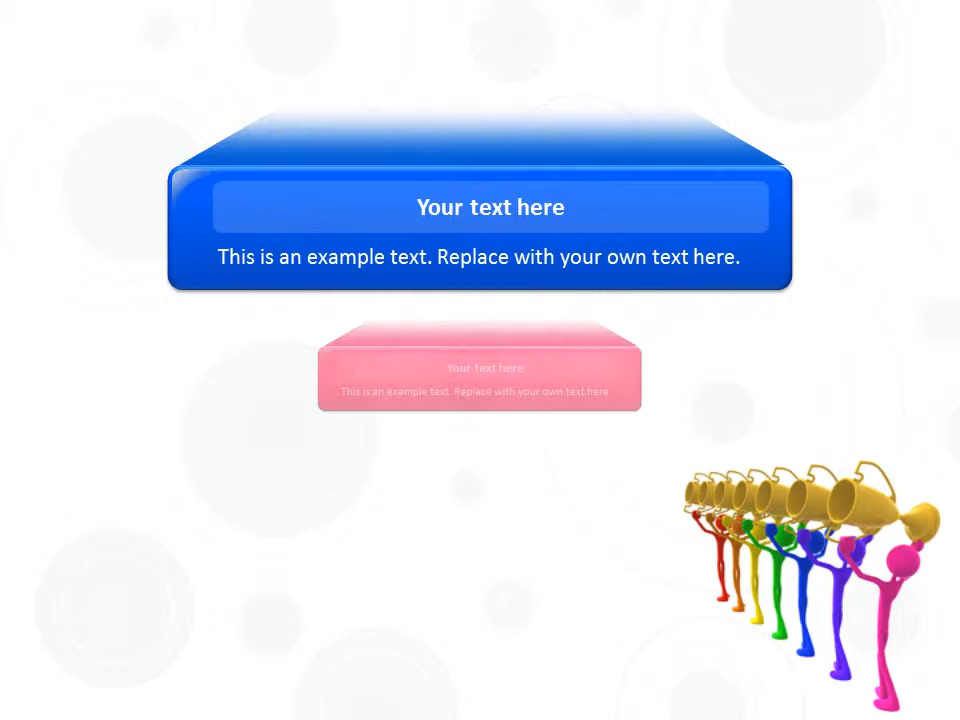 Your text here
This is an example text. Replace with your own text here.
Your text here
This is an example text. Replace with your own text here